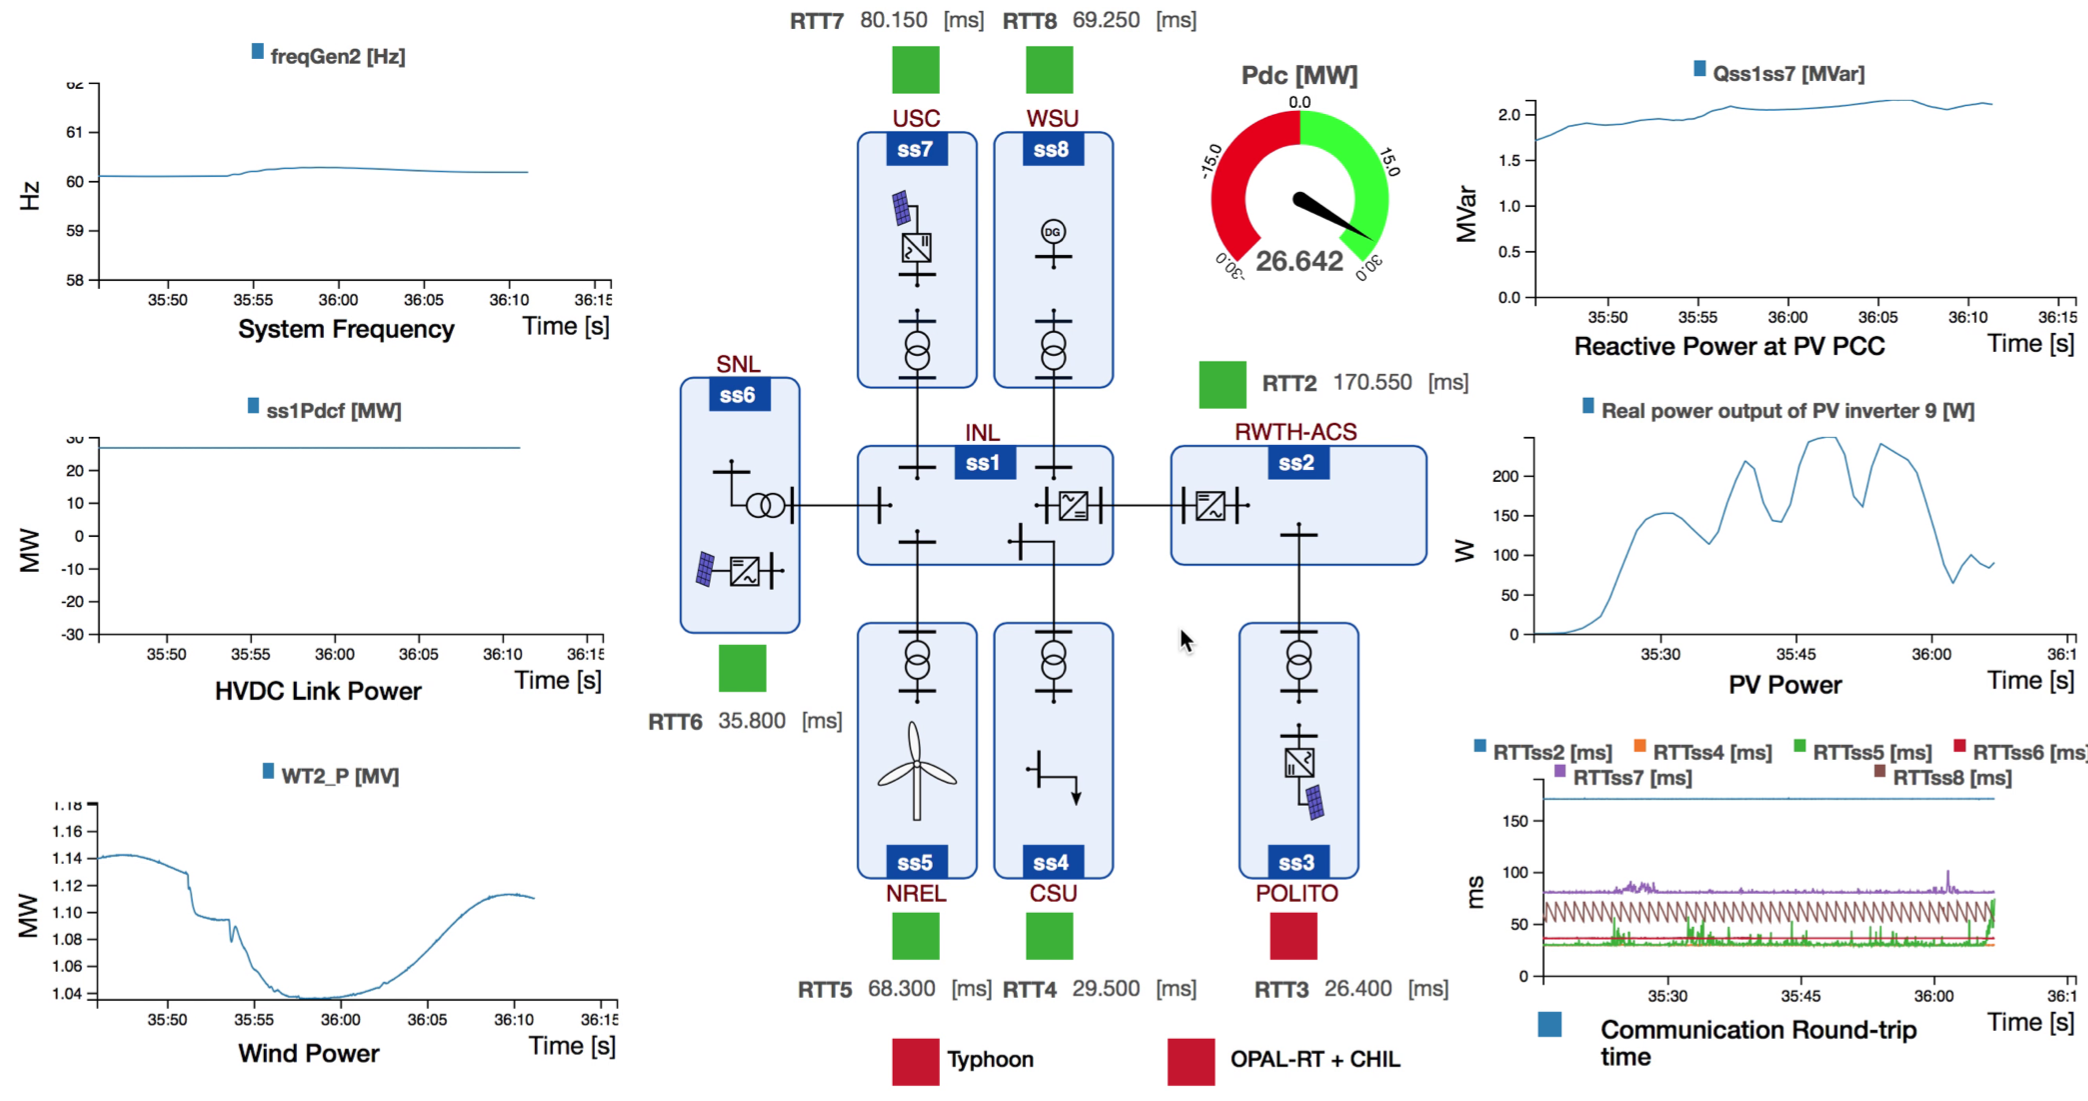 RTT7 80.150 [ms] RTT8 69.250 [ms]
freqGen2 [Hz]
62
61
60
59
58
Hz
35:50 35:55 36:00 36:05 36:10 36:15
System Frequency Time [s]
ss1Pdcf [MW]
30
20
10
0
-10
-20
-30
MW
35:50 35:55 36:00 36:05 36:10 36:15
HVDC Link Power Time [s]
WT2_P [MV]
1.18
1.16
1.14
1.12
1.10
1.08
1.06
1.04
MW
35:50 35:55 36:00 36:05 36:10 36:15
Wind Power Time [s]
USC
ss7
WSU
ss8
DG
SNL
ss6
RTT6 35.800 [ms]
INL
ss1
RWTH-ACS
ss2
RTT2 170.550 [ms]
Pdc [MW]
0.0
-15.0
15.0
-30.0
30.0
26.642
ss5
NREL
ss4
CSU
ss3
POLITO
RTT5 68.300 [ms] RTT4 29.500 [ms] RTT3 26.400 [ms]
Typhoon
OPAL-RT + CHIL
Qss1ss7 [MVar]
2.0
1.5
1.0
0.5
0.0
MVar
35:50 35:55 36:00 36:05 36:10 36:15
Reactive Power at PV PCC Time [s]
Real power output of PV inverter 9 [W]
200
150
100
50
0
W
35:30 35:45 36:00 36:1
PV Power Time [s]
RTTss2 [ms] RTTss4 [ms] RTTss5 [ms] RTTss6 [ms]
RTTss7 [ms] RTTss8 [ms]
150
100
50
0
ms
35:30 35:45 36:00 36:1
Communication Round-trip Time [s]
time